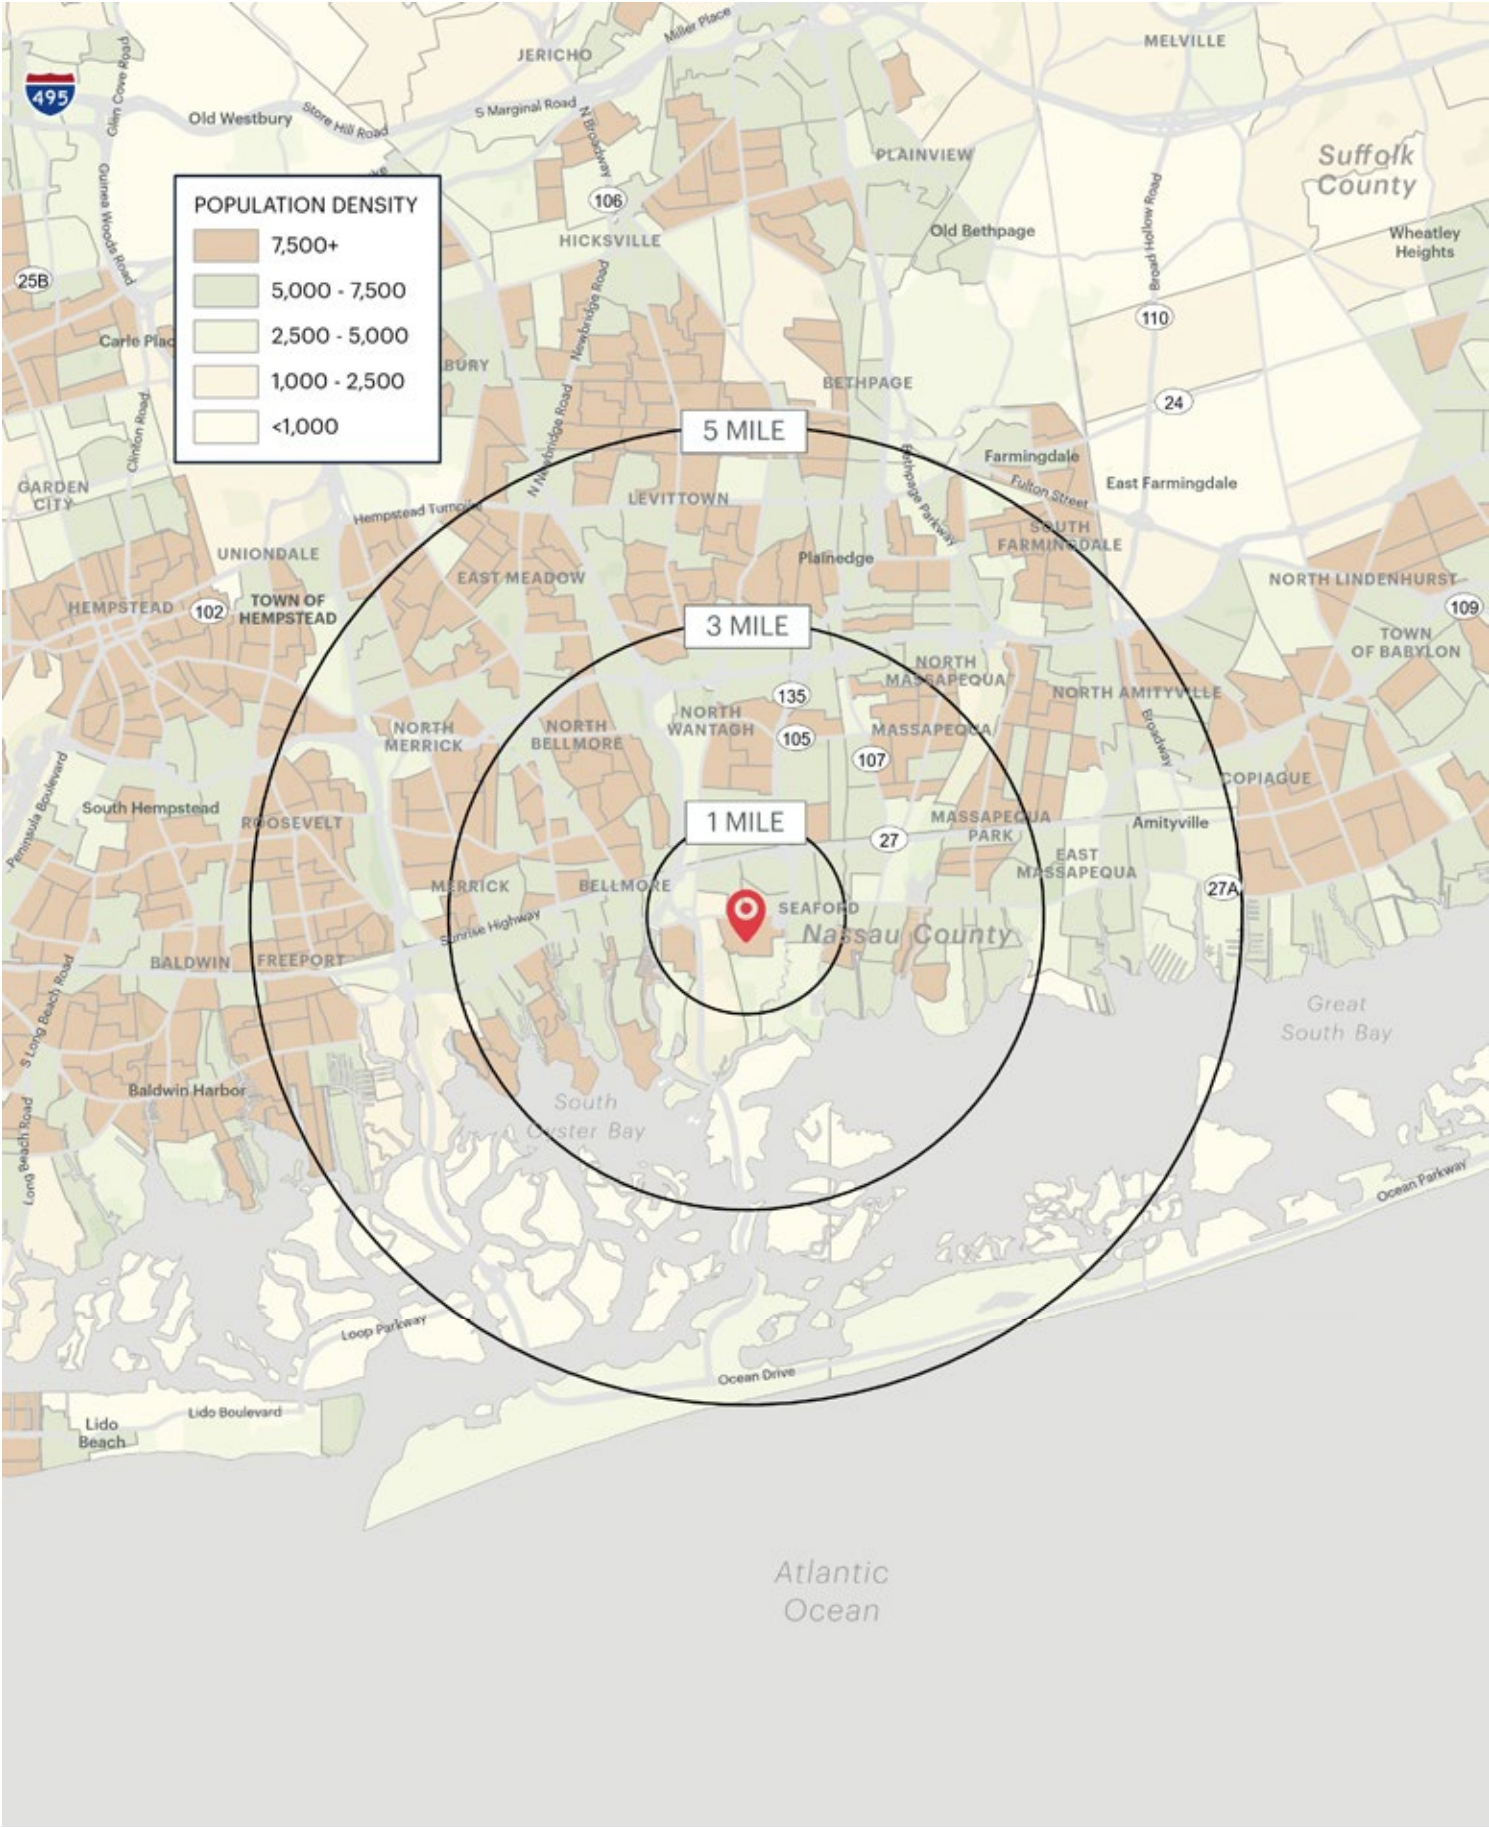 Miller Place
JERICHO
MELVILLE
495
Glen Cove Road
Old Westbury
Store Hill Road
S Marginal Road
N Broadway
PLAINVIEW
Suffolk
County
Guinea Woods Road
POPULATION DENSITY
7,500+
5,000 - 7,500
2,500 - 5,000
1,000 - 2,500
<1,000
106
HICKSVILLE
Old Bethpage
Broad Hollow Road
Wheatley
Heights
25B
Newbridge Road
110
Carle Plac
BURY
BETHPAGE
24
Clinton Road
N Newbridge Road
5 MILE
GARDEN
CITY
Hempstead Turnpike
LEVITTOWN
Bethpage Parkway
Farmingdale
Fulton Street
East Farmingdale
SOUTH
FARMINGDALE
UNIONDALE
EAST MEADOW
Plainedge
NORTH LINDENHURST
HEMPSTEAD
102
TOWN OF
HEMPSTEAD
109
3 MILE
TOWN
OF BABYLON
NORTH
MASSAPEQUA
135
NORTH AMITYVILLE
NORTH
MERRICK
NORTH
BELLMORE
NORTH
WANTAGH
105
MASSAPEQUA
107
Broadway
Peninsula Boulevard
South Hempstead
ROOSEVELT
COPIAGUE
1 MILE
27
MASSAPEQUA
PARK
Amityville
EAST
MASSAPEQUA
MERRICK
BELLMORE
27A
SEAFORD
Nassau County
Sunrise Highway
BALDWIN
FREEPORT
S Long Beach Road
Great
South Bay
Baldwin Harbor
South
Oyster Bay
Long Beach Road
Ocean Parkway
Loop Parkway
Ocean Drive
Lido Boulevard
Lido
Beach
Atlantic
Ocean